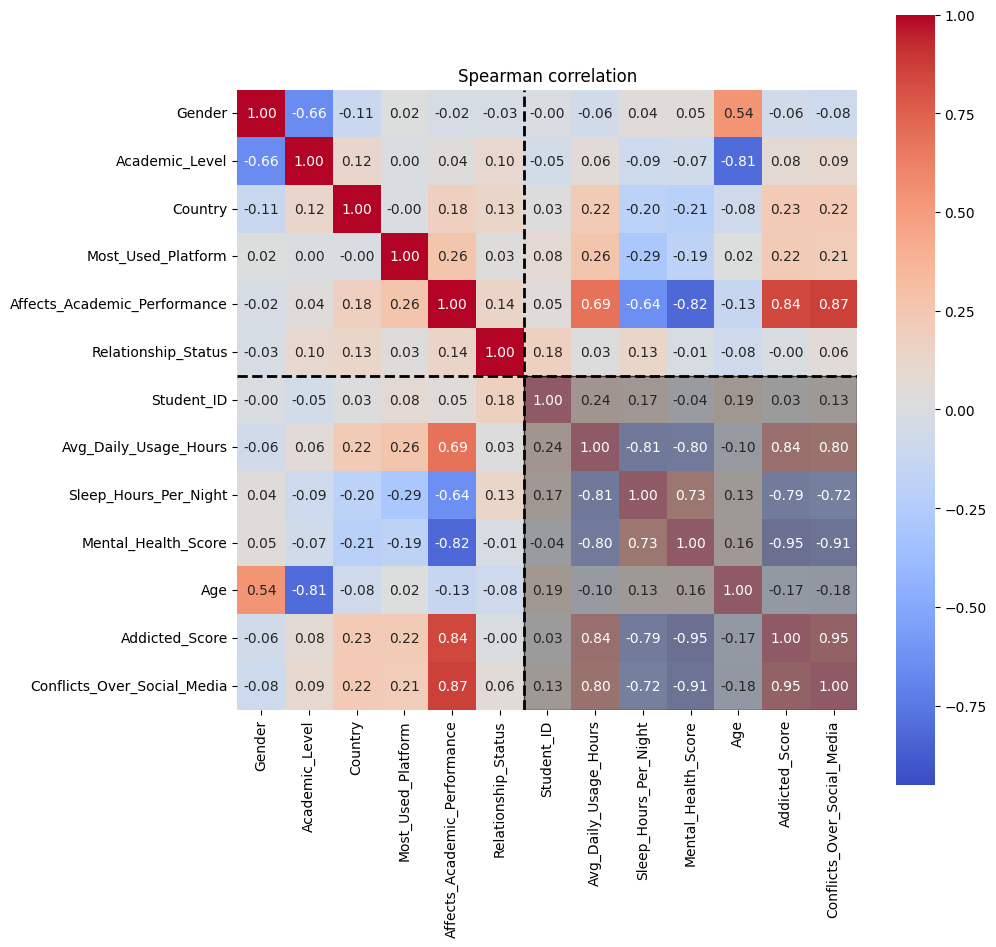 Spearman correlation
Gender 1.00 -0.66 -0.11 0.02 -0.02 -0.03 -0.00 -0.06 0.04 0.05 0.54 -0.06 -0.08
Academic_Level -0.66 1.00 0.12 0.00 0.04 0.10 -0.05 0.06 -0.09 -0.07 -0.81 0.08 0.09
Country -0.11 0.12 1.00 -0.00 0.18 0.13 0.03 0.22 -0.20 -0.21 -0.08 0.23 0.22
Most_Used_Platform 0.02 0.00 -0.00 1.00 0.26 0.03 0.08 0.26 -0.29 -0.19 0.02 0.22 0.21
Affects_Academic_Performance -0.02 0.04 0.18 0.26 1.00 0.14 0.05 0.69 -0.64 -0.82 -0.13 0.84 0.87
Relationship_Status -0.03 0.10 0.13 0.03 0.14 1.00 0.18 0.03 0.13 -0.01 -0.08 -0.00 0.06
Student_ID -0.00 -0.05 0.03 0.08 0.05 0.18 1.00 0.24 0.17 -0.04 0.19 0.03 0.13
Avg_Daily_Usage_Hours -0.06 0.06 0.22 0.26 0.69 0.03 0.24 1.00 -0.81 -0.80 -0.10 0.84 0.80
Sleep_Hours_Per_Night 0.04 -0.09 -0.20 -0.29 -0.64 0.13 0.17 -0.81 1.00 0.73 0.13 -0.79 -0.72
Mental_Health_Score 0.05 -0.07 -0.21 -0.19 -0.82 -0.01 -0.04 -0.80 0.73 1.00 0.16 -0.95 -0.91
Age 0.54 -0.81 -0.08 0.02 -0.13 -0.08 0.19 -0.10 0.13 0.16 1.00 -0.17 -0.18
Addicted_Score -0.06 0.08 0.23 0.22 0.84 -0.00 0.03 0.84 -0.79 -0.95 -0.17 1.00 0.95
Conflicts_Over_Social_Media -0.08 0.09 0.22 0.21 0.87 0.06 0.13 0.80 -0.72 -0.91 -0.18 0.95 1.00
Gender
Academic_Level
Country
Most_Used_Platform
Affects_Academic_Performance
Relationship_Status
Student_ID
Avg_Daily_Usage_Hours
Sleep_Hours_Per_Night
Mental_Health_Score
Age
Addicted_Score
Conflicts_Over_Social_Media
1.00
0.75
0.50
0.25
0.00
−0.25
−0.50
−0.75